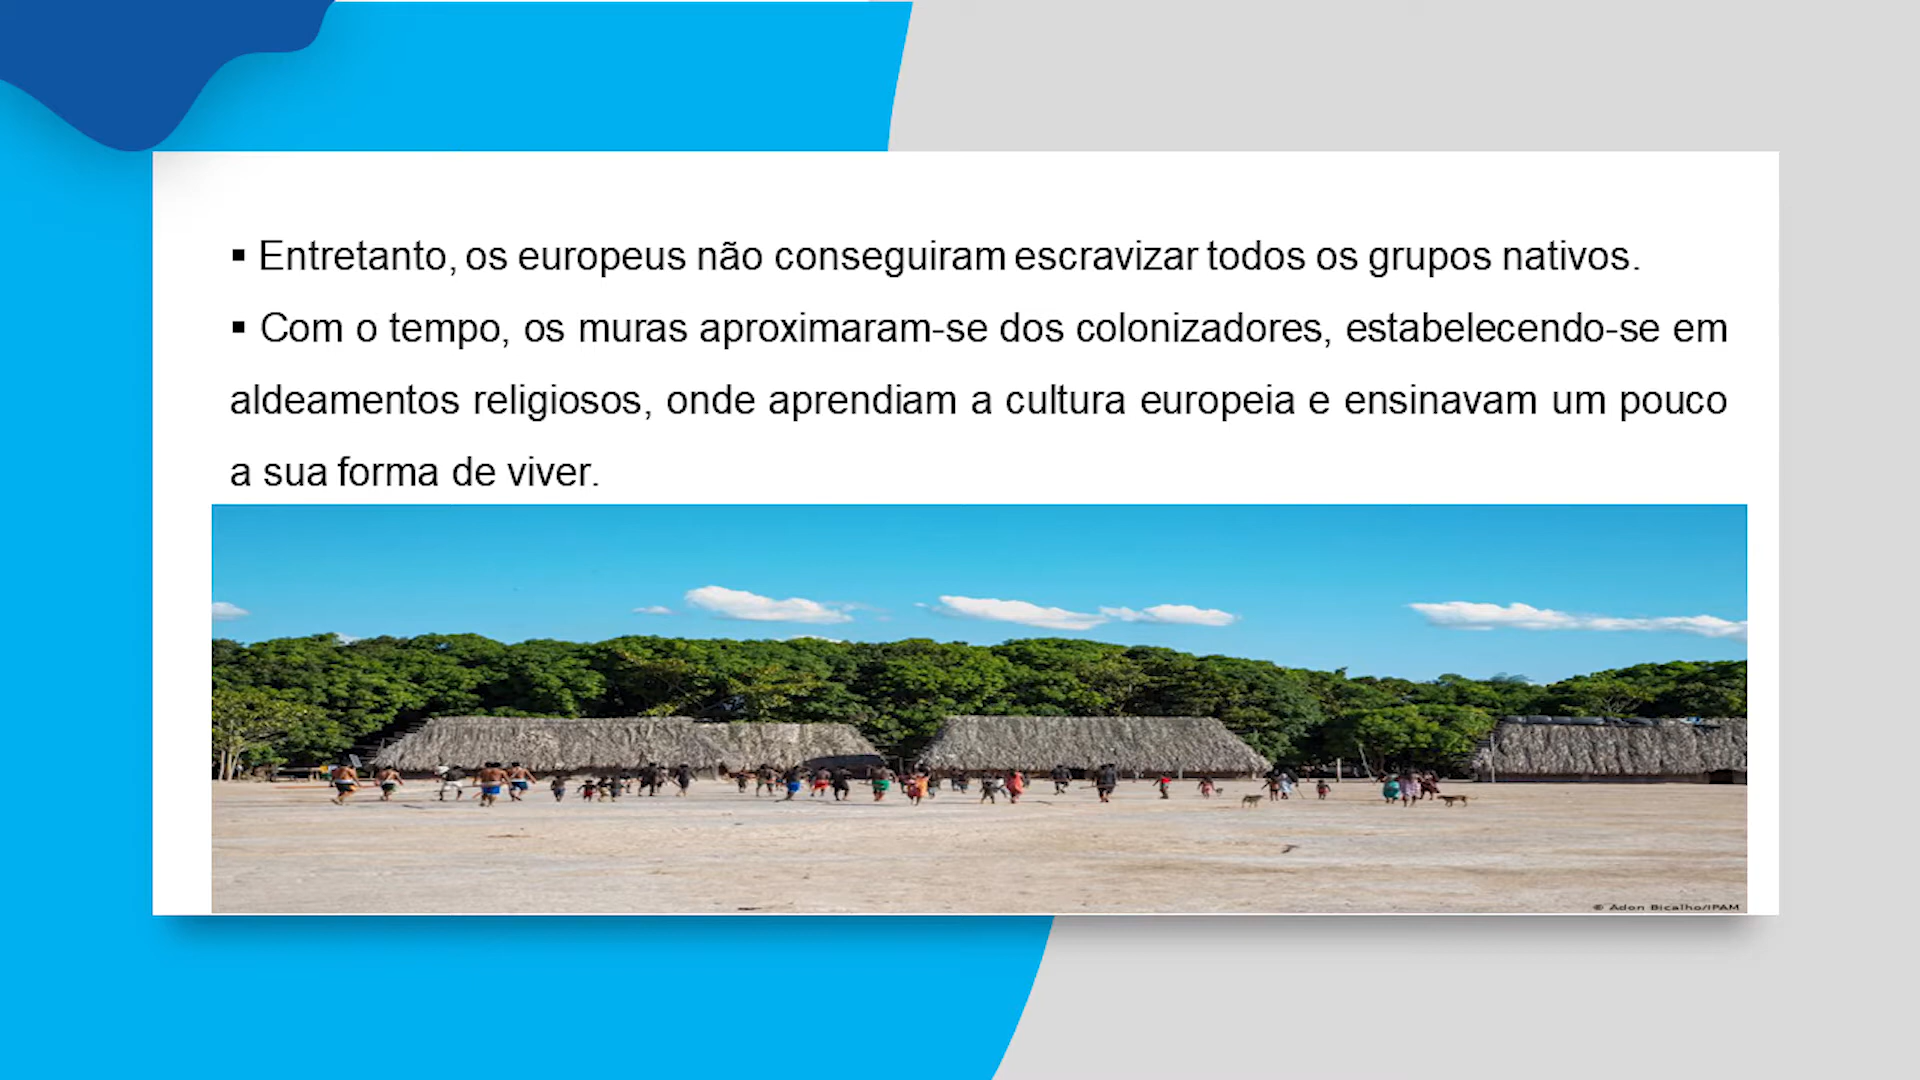 ▪ Entretanto, os europeus não conseguiram escravizar todos os grupos nativos.
▪ Com o tempo, os muras aproximaram-se dos colonizadores, estabelecendo-se em
aldeamentos religiosos, onde aprendiam a cultura europeia e ensinavam um pouco
a sua forma de viver.
© Adon Bicalho/IPAM